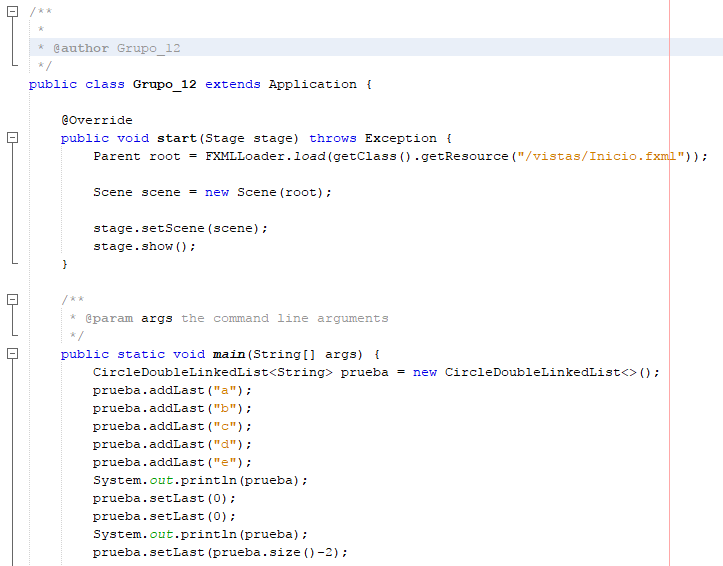 /**
 *
 * @author Grupo_12
 */
public class Grupo_12 extends Application {
@Override
public void start(Stage stage) throws Exception {
Parent root = FXMLLoader.load(getClass().getResource("/vistas/Inicio.fxml"));
Scene scene = new Scene(root);
stage.setScene(scene);
stage.show();
}
/**
 * @param args the command line arguments
 */
public static void main(String[] args) {
CircleDoubleLinkedList<String> prueba = new CircleDoubleLinkedList<>();
prueba.addLast("a");
prueba.addLast("b");
prueba.addLast("c");
prueba.addLast("d");
prueba.addLast("e");
System.out.println(prueba);
prueba.setLast(0);
prueba.setLast(0);
System.out.println(prueba);
prueba.setLast(prueba.size()-2);